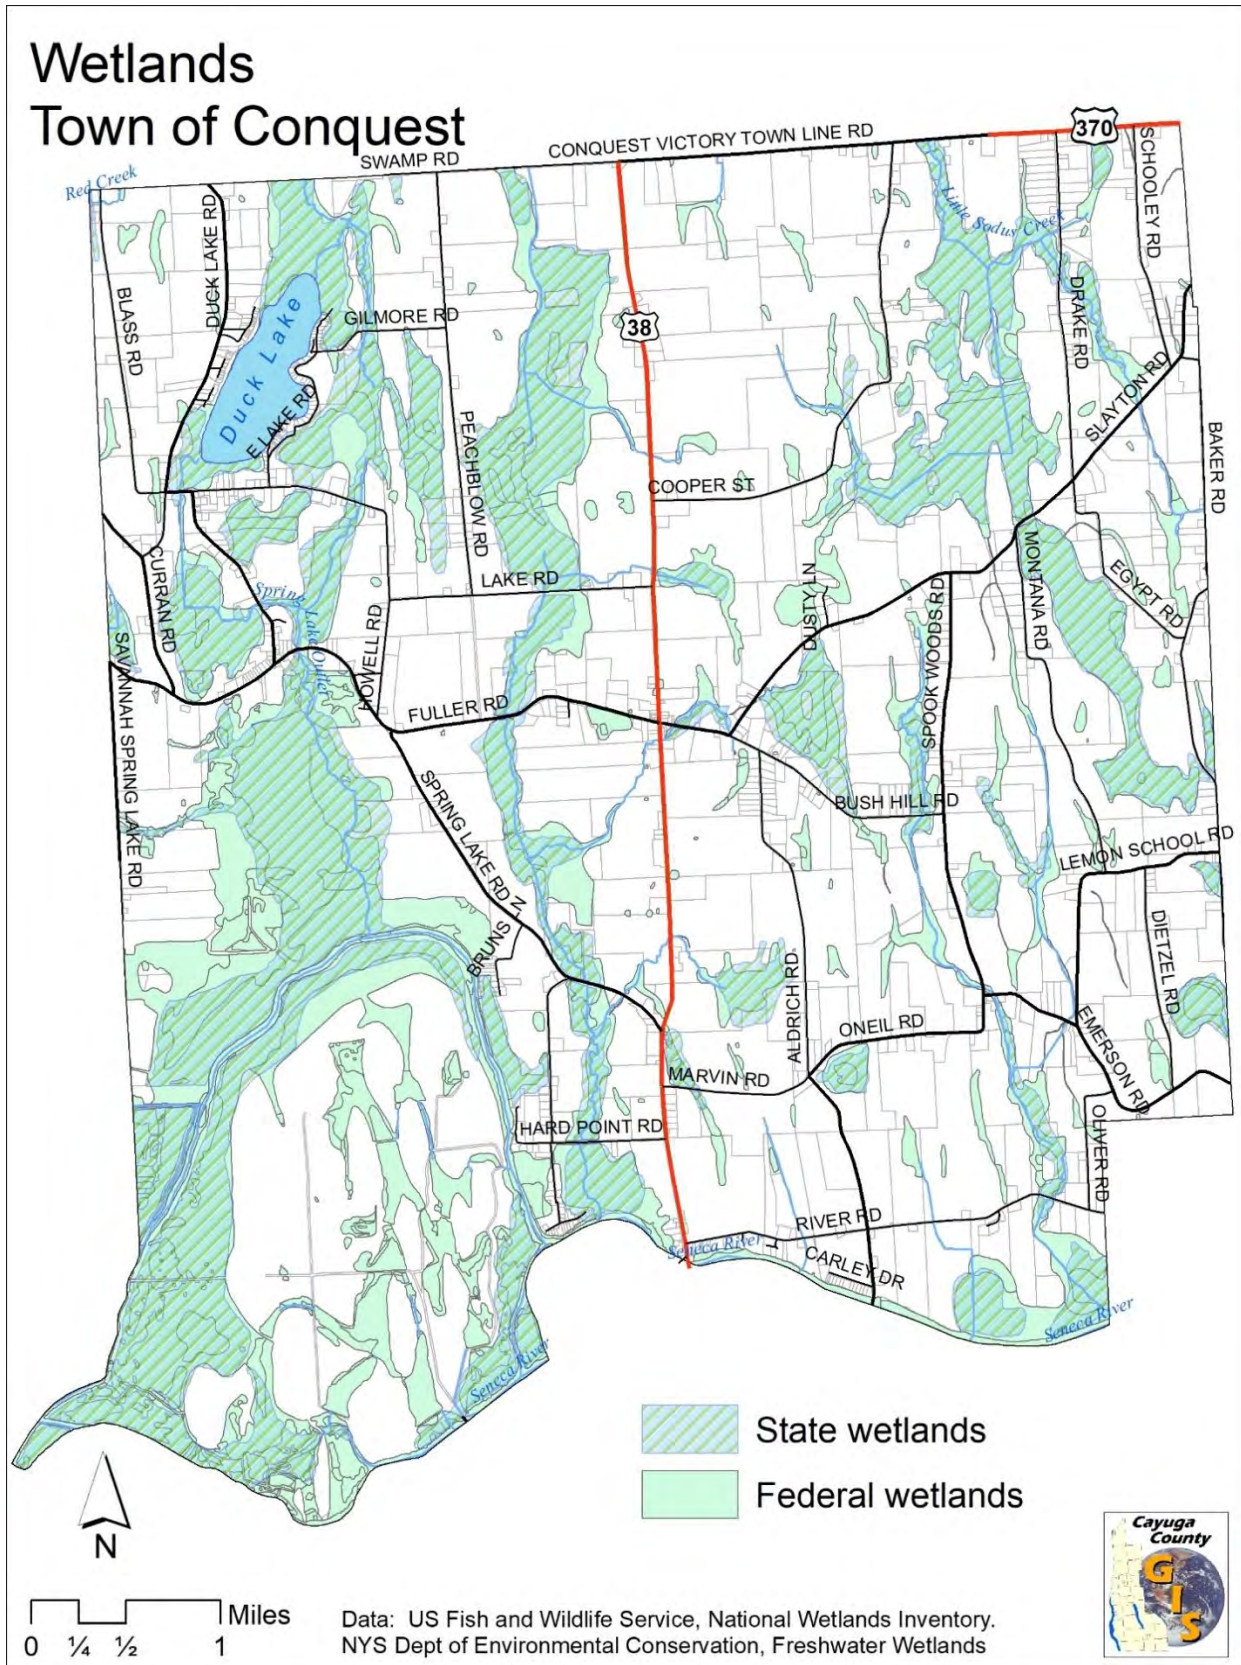 Wetlands
Town of Conquest
SWAMP RD
CONQUEST VICTORY TOWN LINE RD
370
SCHOOLEY RD
Red Creek
DUCK LAKE RD
Little Sodus Creek
BLASS RD
Duck Lake
GILMORE RD
38
DRAKE RD
SLAYTON RD
E LAKE RD
PEACHBLOW RD
COOPER ST
BAKER RD
CURRAN RD
LAKE RD
DUSTY LN
MONTANA RD
EGYPT RD
Spring Lake Outlet
HOWELL RD
SPOOK WOODS RD
SAVANNAH SPRING LAKE RD
FULLER RD
SPRING LAKE RD
BUSH HILL RD
LEMON SCHOOL RD
BRUNS LN
DIETZEL RD
ALDRICH RD
ONEIL RD
EMERSON RD
MARVIN RD
HARD POINT RD
OLIVER RD
RIVER RD
Seneca River
CARLEY DR
Seneca River
Seneca River
State wetlands
Federal wetlands
N
Miles
0 ¼ ½ 1
Data: US Fish and Wildlife Service, National Wetlands Inventory.
NYS Dept of Environmental Conservation, Freshwater Wetlands
Cayuga
County
GIS